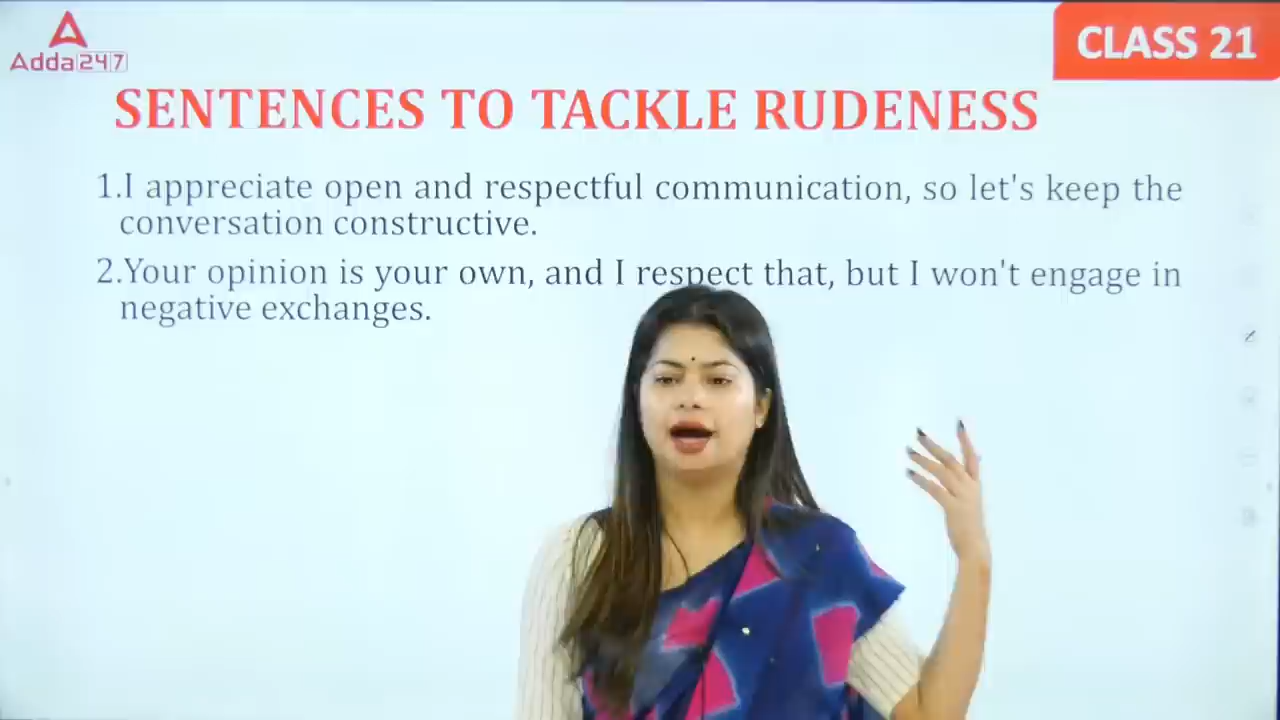 Adda247
CLASS 21
SENTENCES TO TACKLE RUDENESS
1.I appreciate open and respectful communication, so let's keep the
conversation constructive.
2.Your opinion is your own, and I respect that, but I won't engage in
negative exchanges.